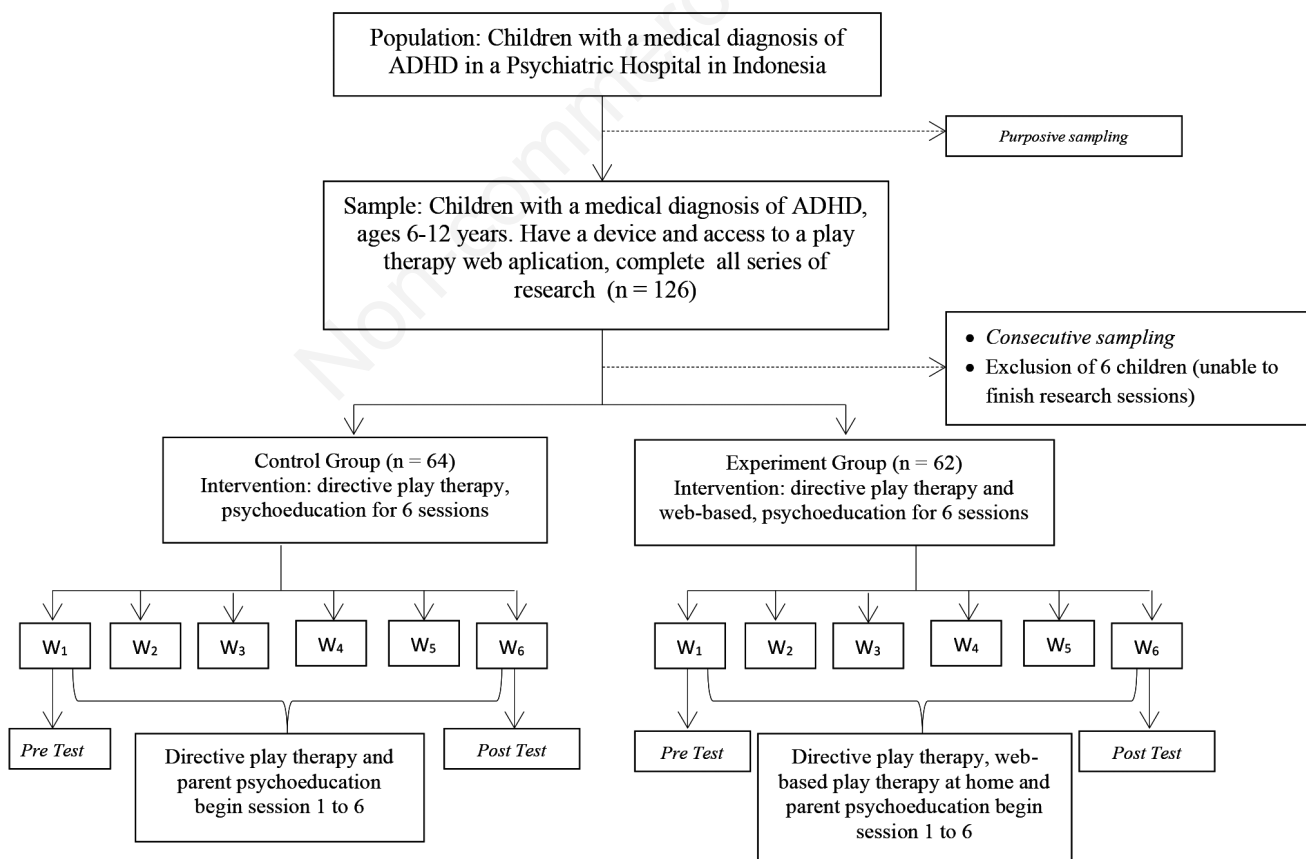 Population: Children with a medical diagnosis of
ADHD in a Psychiatric Hospital in Indonesia
Purposive sampling
Sample: Children with a medical diagnosis of ADHD,
ages 6-12 years. Have a device and access to a play
therapy web aplication, complete all series of
research (n = 126)
• Consecutive sampling
• Exclusion of 6 children (unable to
finish research sessions)
Control Group (n = 64)
Intervention: directive play therapy,
psychoeducation for 6 sessions
Experiment Group (n = 62)
Intervention: directive play therapy and
web-based, psychoeducation for 6 sessions
W₁ W₂ W₃ W₄ W₅ W₆
W₁ W₂ W₃ W₄ W₅ W₆
Pre Test
Directive play therapy and
parent psychoeducation
begin session 1 to 6
Post Test
Pre Test
Directive play therapy, web-
based play therapy at home and
parent psychoeducation begin
session 1 to 6
Post Test
Non-commerc